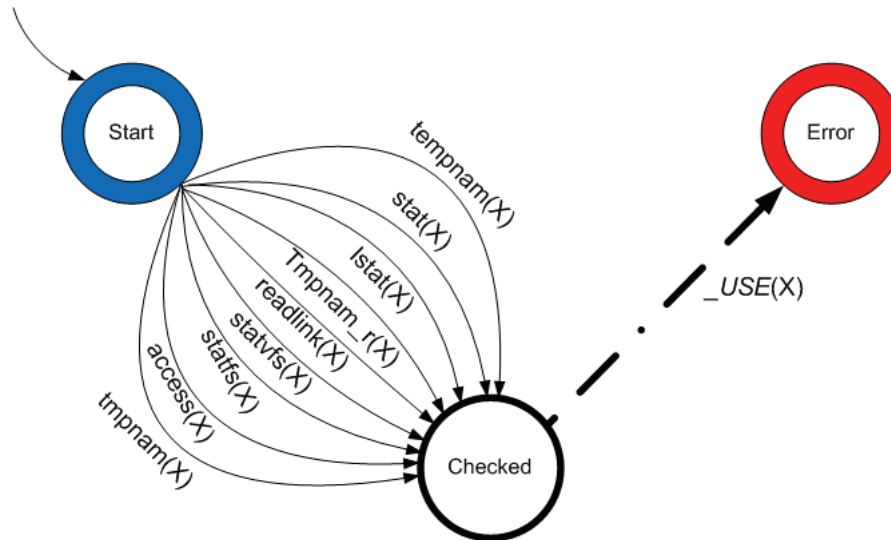 Start
Error
tempnam(X)
stat(X)
lstat(X)
Tmpnam_r(X)
readlink(X)
statvfs(X)
statfs(X)
access(X)
tmpnam(X)
_USE(X)
Checked